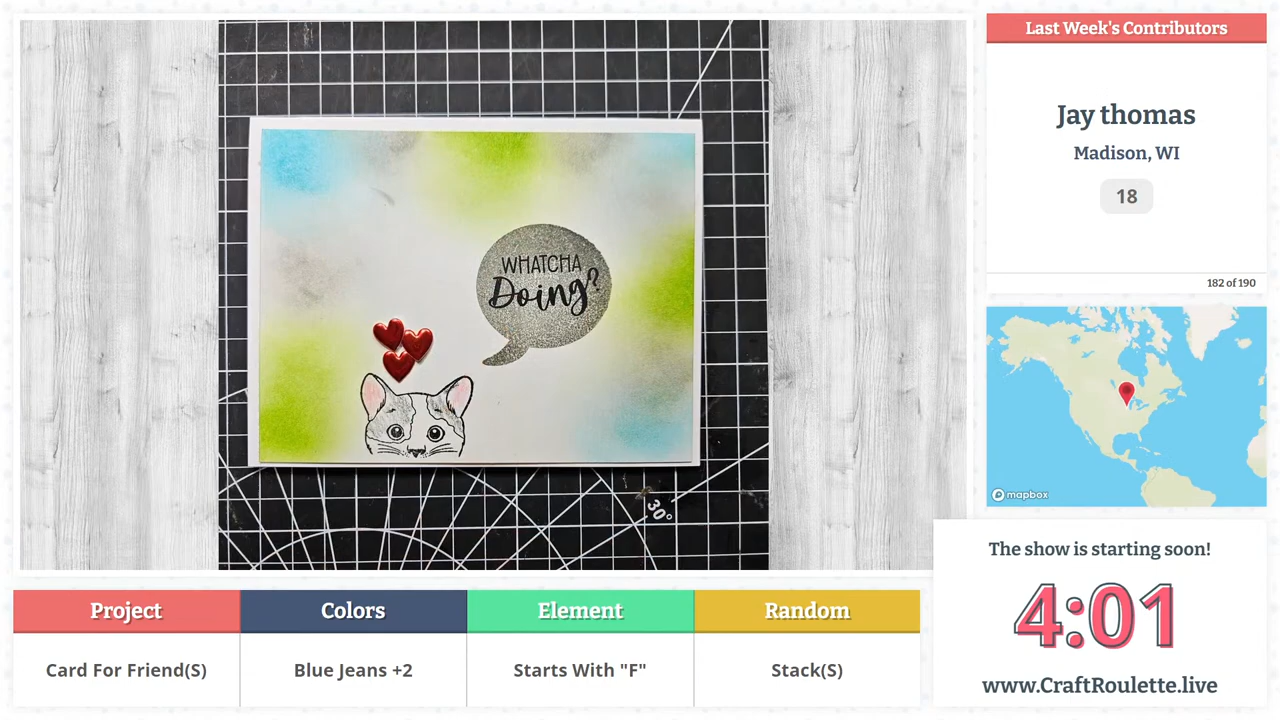 Last Week's Contributors
Jay thomas
Madison, WI
18
182 of 190
WHATCHA
Doing?
30°
mapbox
The show is starting soon!
4:01
www.CraftRoulette.live
Project
Colors
Element
Random
Card For Friend(S)
Blue Jeans +2
Starts With "F"
Stack(S)